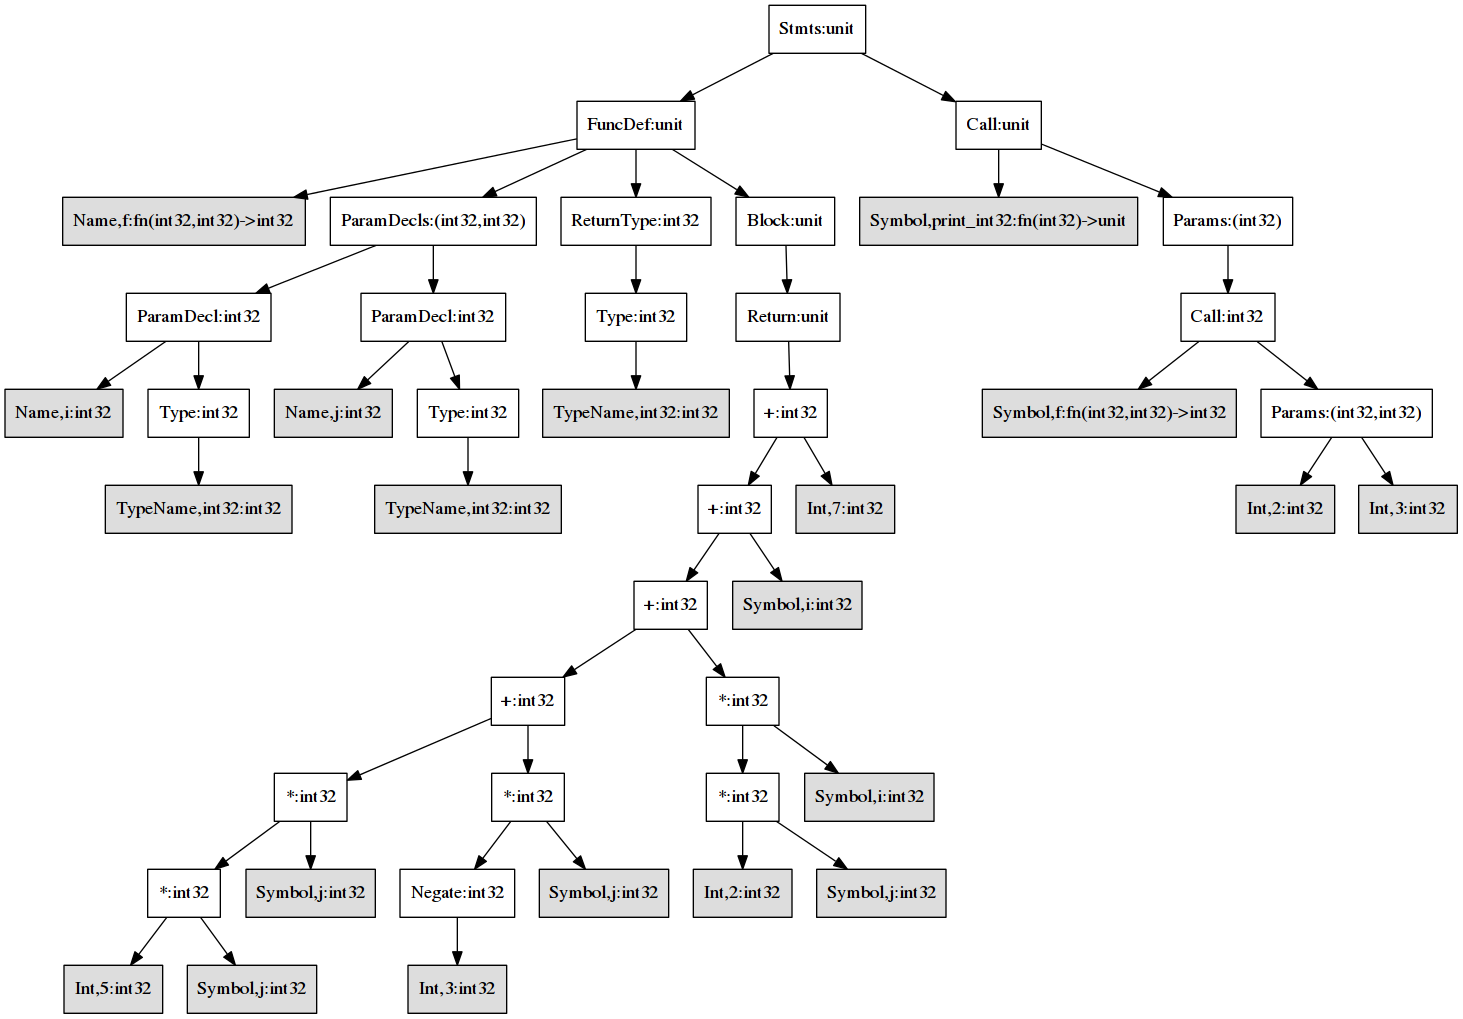 Stmts:unit
FuncDef:unit
Call:unit
Name,f:fn(int32,int32)->int32
ParamDecls:(int32,int32)
ReturnType:int32
Block:unit
Symbol,print_int32:fn(int32)->unit
Params:(int32)
ParamDecl:int32
ParamDecl:int32
Type:int32
Return:unit
Call:int32
Name,i:int32
Type:int32
Name,j:int32
Type:int32
TypeName,int32:int32
+:int32
Symbol,f:fn(int32,int32)->int32
Params:(int32,int32)
TypeName,int32:int32
TypeName,int32:int32
+:int32
Int,7:int32
Int,2:int32
Int,3:int32
+:int32
Symbol,i:int32
+:int32
*:int32
*:int32
*:int32
*:int32
Symbol,i:int32
*:int32
Symbol,j:int32
Negate:int32
Symbol,j:int32
Int,2:int32
Symbol,j:int32
Int,5:int32
Symbol,j:int32
Int,3:int32